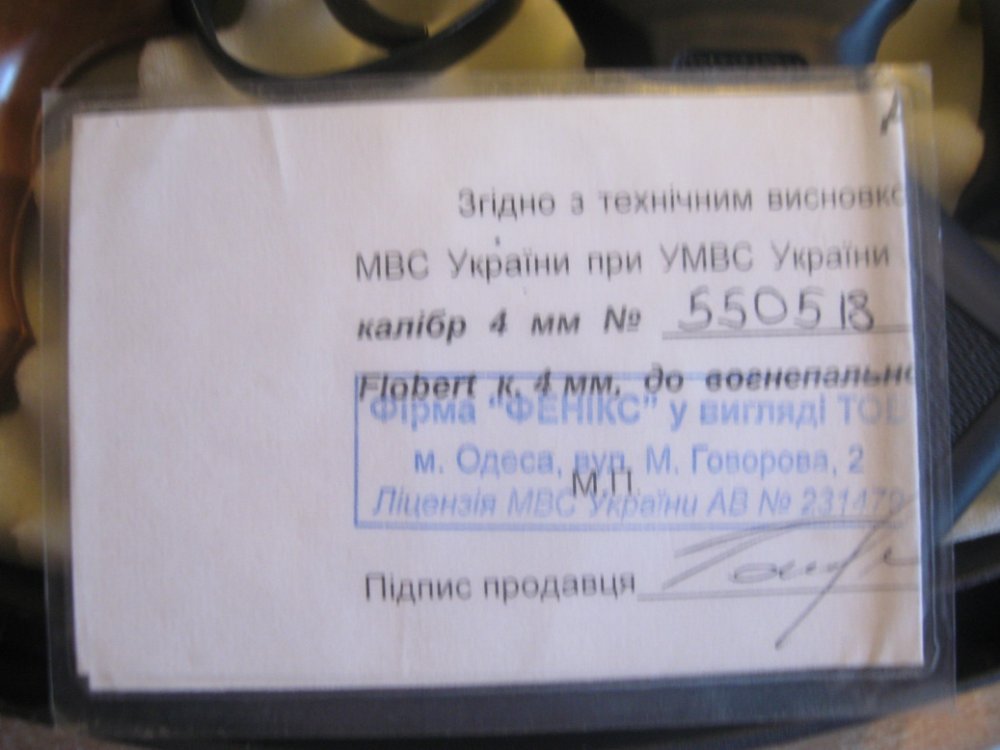 Згідно з технічним висновко
МВС України при УМВС України
калібр 4 мм № 550518
Flobert к. 4 мм. до воєнепальн
Фірма "ФЕНІКС" у вигляді ТОВ
м. Одеса, вул. М. Говорова, 2
М.П.
Ліцензія МВС України АВ № 231479
Підпис продавця